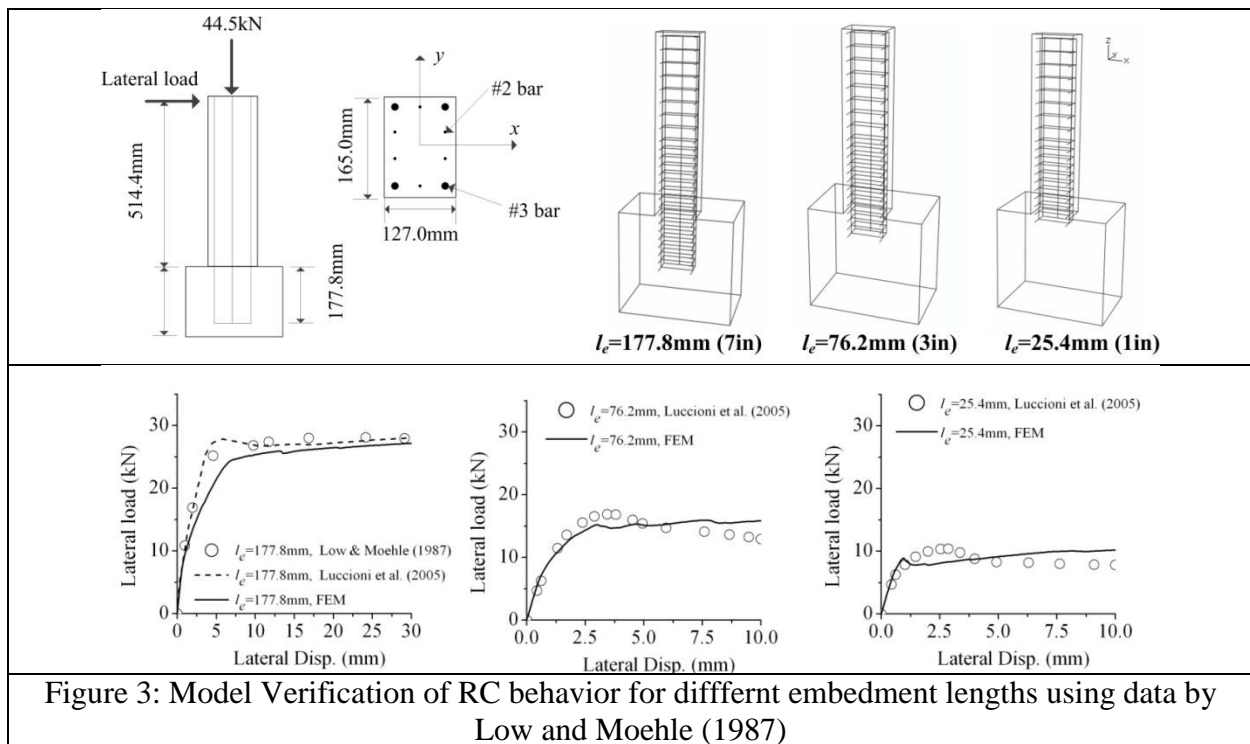 44.5kN
Lateral load
514.4mm
177.8mm
y
x
165.0mm
127.0mm
#2 bar
#3 bar
z
y
x
l_e=177.8mm (7in)
l_e=76.2mm (3in)
l_e=25.4mm (1in)
Lateral load (kN)
40
30
20
10
0
l_e=177.8mm, Low & Moehle (1987)
l_e=177.8mm, Luccioni et al. (2005)
l_e=177.8mm, FEM
0 5 10 15 20 25 30
Lateral Disp. (mm)
Lateral load (kN)
30
20
10
0
l_e=76.2mm, Luccioni et al. (2005)
l_e=76.2mm, FEM
0.0 2.5 5.0 7.5 10.0
Lateral Disp. (mm)
Lateral load (kN)
30
20
10
0
l_e=25.4mm, Luccioni et al. (2005)
l_e=25.4mm, FEM
0.0 2.5 5.0 7.5 10.0
Lateral Disp. (mm)
Figure 3: Model Verification of RC behavior for difffernt embedment lengths using data by
Low and Moehle (1987)